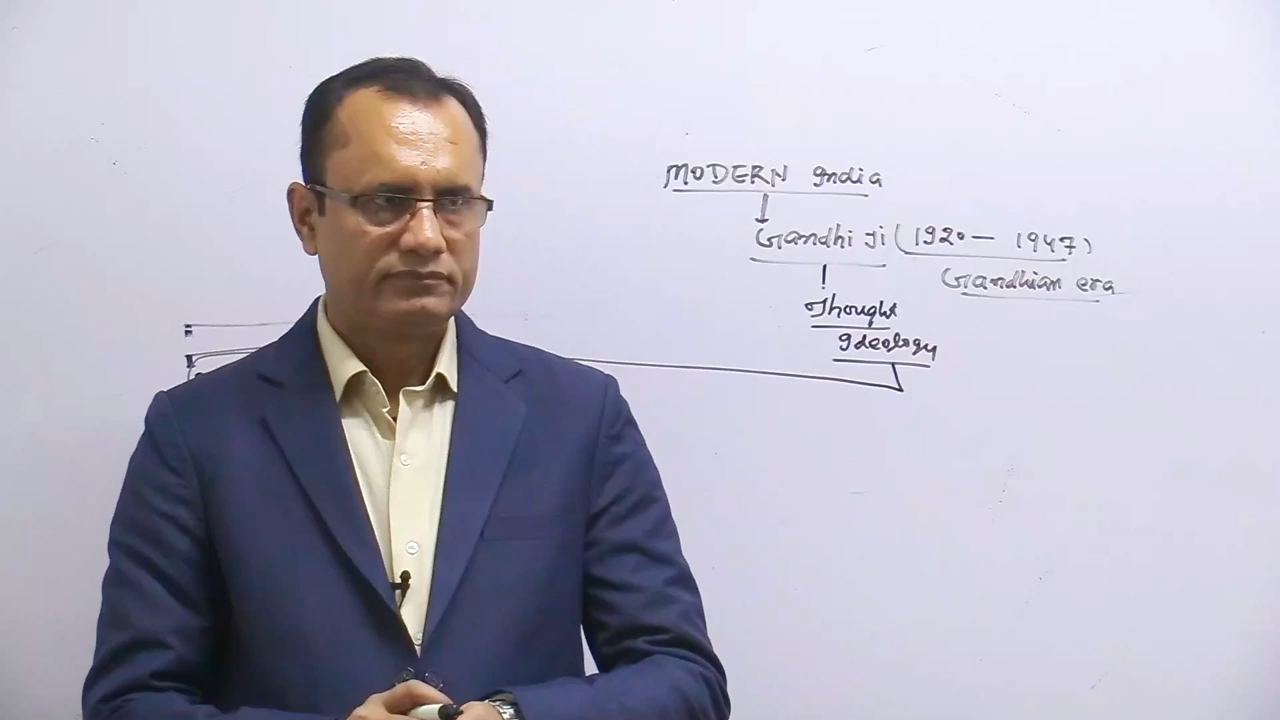 MODERN India
Gandhi Ji (1920 - 1947)
Gandhian era
Thought
Ideology